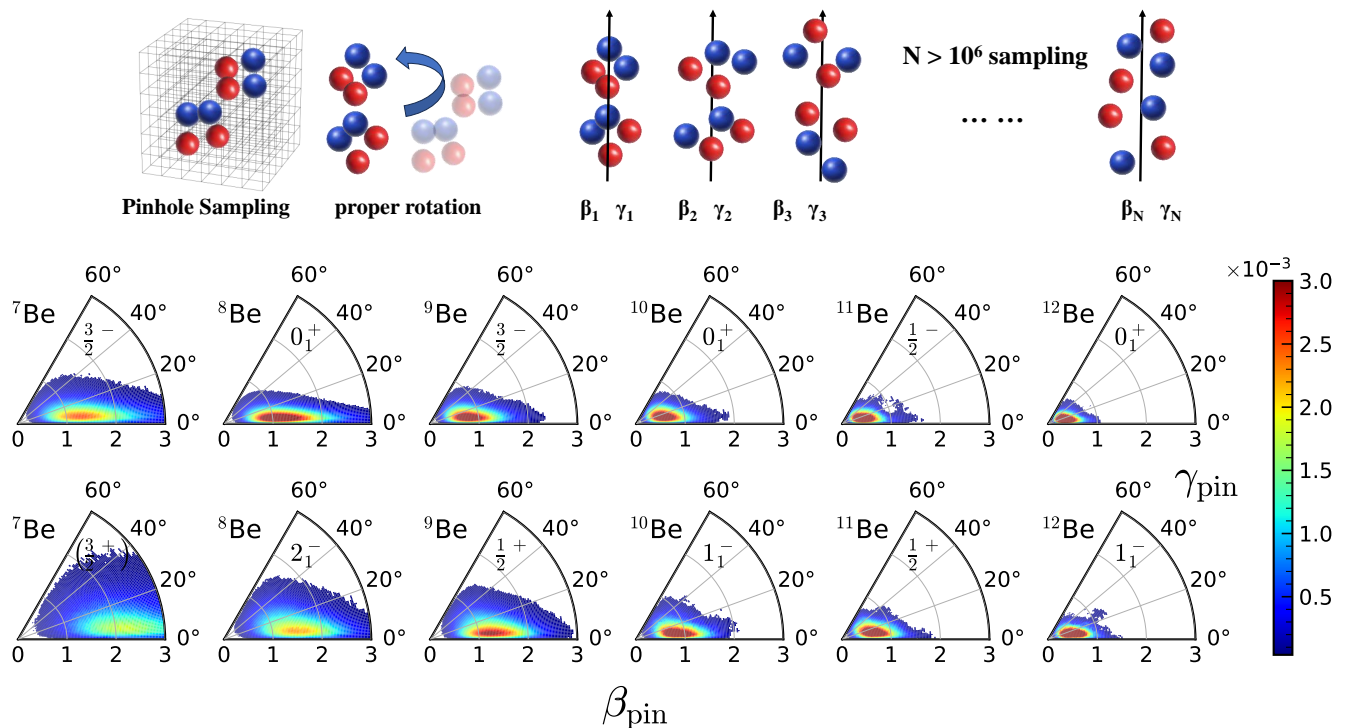 N > 10⁶ sampling
... ...
Pinhole Sampling
proper rotation
β₁ γ₁
β₂ γ₂
β₃ γ₃
β_N γ_N
×10⁻³
60° 60° 60° 60° 60° 60°
⁷Be 40° ⁸Be 40° ⁹Be 40° ¹⁰Be 40° ¹¹Be 40° ¹²Be 40°
3/2⁻ 0₁⁺ 3/2⁻ 0₁⁺ 1/2⁻ 0₁⁺
20° 20° 20° 20° 20° 20°
0° 0° 0° 0° 0° 0°
0 1 2 3 0 1 2 3 0 1 2 3 0 1 2 3 0 1 2 3 0 1 2 3
60° 60° 60° 60° 60° 60°
⁷Be 40° ⁸Be 40° ⁹Be 40° ¹⁰Be 40° ¹¹Be 40° ¹²Be 40°
(3/2⁺) 2₁⁻ 1/2⁺ 1₁⁻ 1/2⁺ 1₁⁻
20° 20° 20° 20° 20° 20°
0° 0° 0° 0° 0° 0°
0 1 2 3 0 1 2 3 0 1 2 3 0 1 2 3 0 1 2 3 0 1 2 3
β_pin
γ_pin
3.0
2.5
2.0
1.5
1.0
0.5